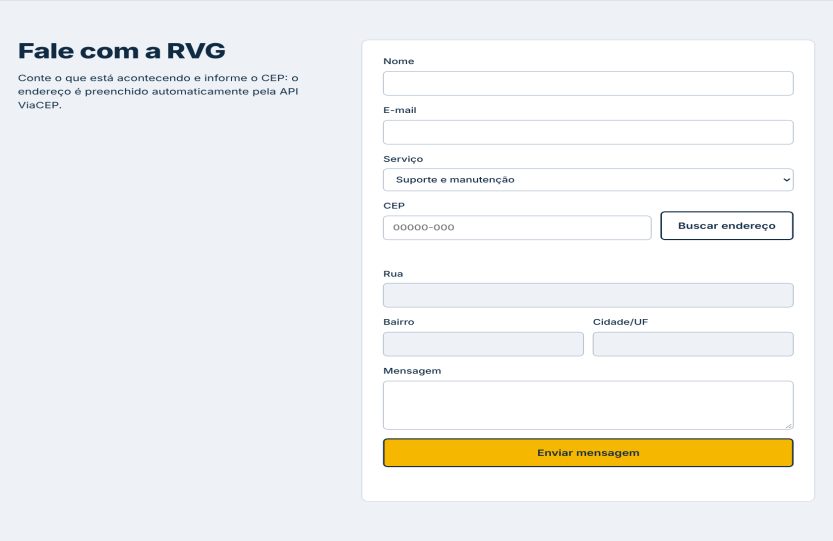 Fale com a RVG
Conte o que está acontecendo e informe o CEP: o
endereço é preenchido automaticamente pela API
ViaCEP.
Nome
E-mail
Serviço
Suporte e manutenção
CEP
00000-000
Buscar endereço
Rua
Bairro
Cidade/UF
Mensagem
Enviar mensagem